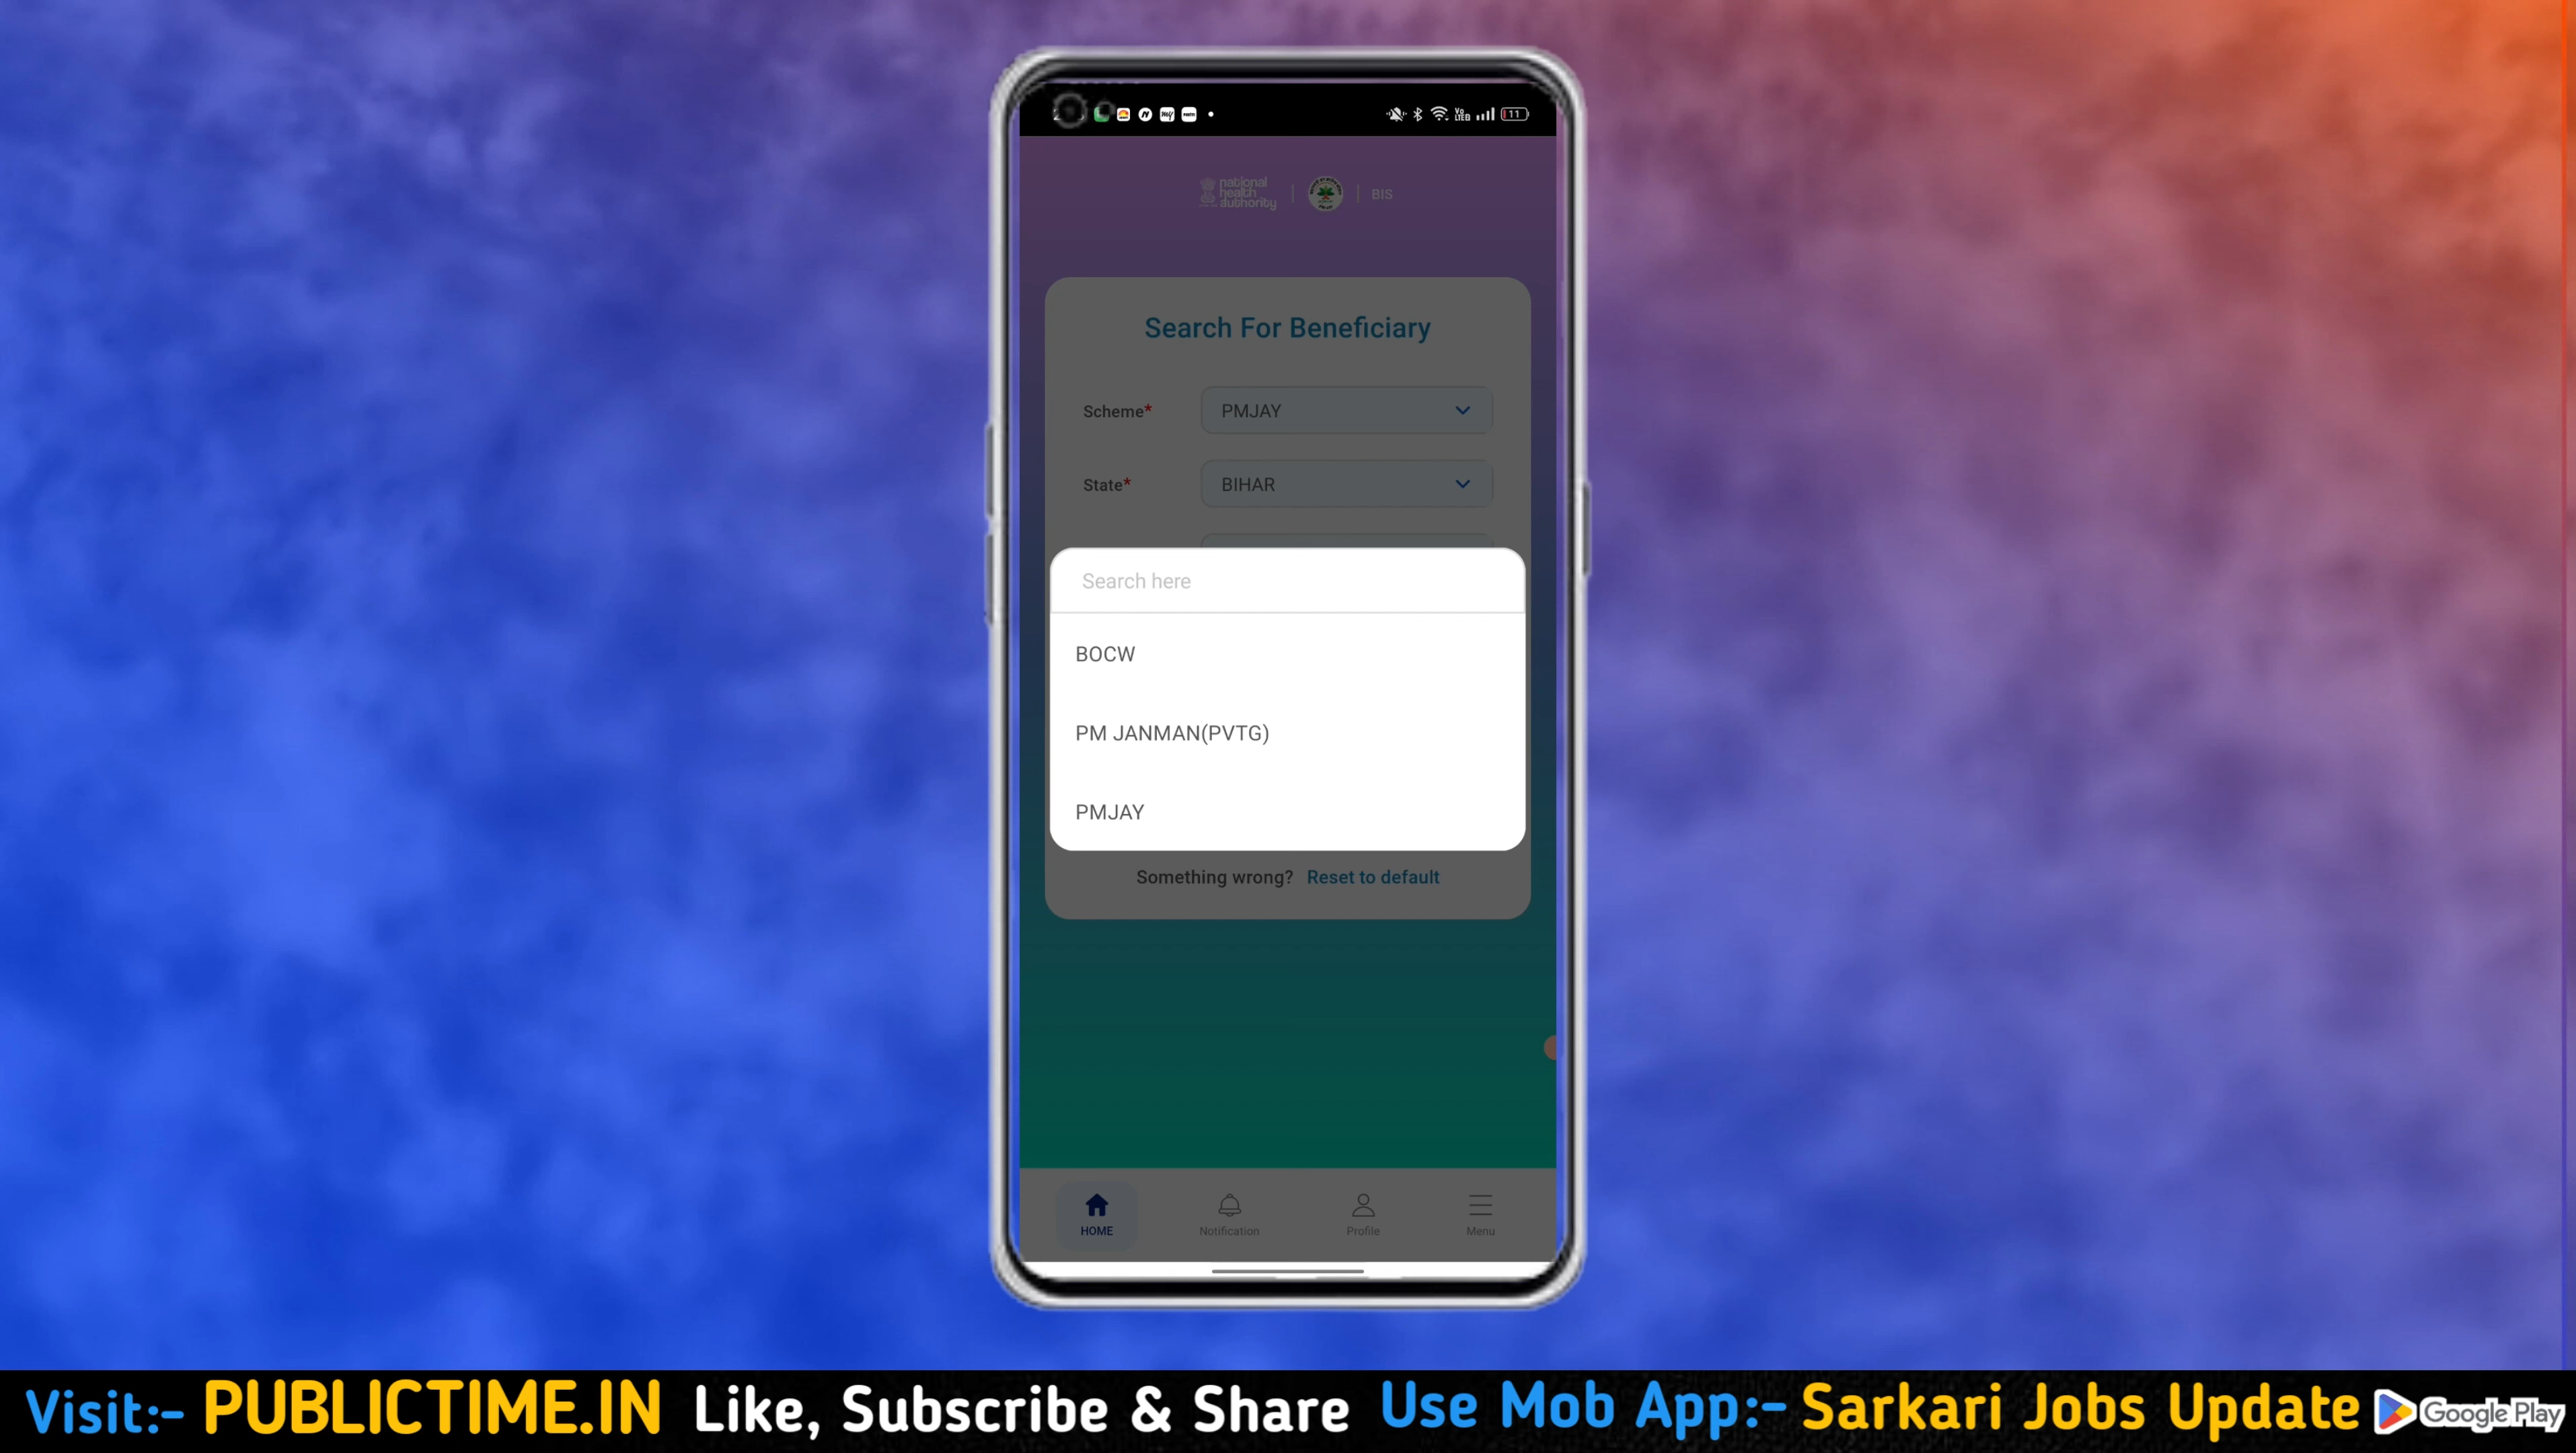 11
national
health
authority
BIS
Search For Beneficiary
Scheme* PMJAY
State* BIHAR
Search here
BOCW
PM JANMAN(PVTG)
PMJAY
Something wrong? Reset to default
HOME Notification Profile Menu
Visit:- PUBLICTIME.IN Like, Subscribe & Share Use Mob App:- Sarkari Jobs Update Google Play